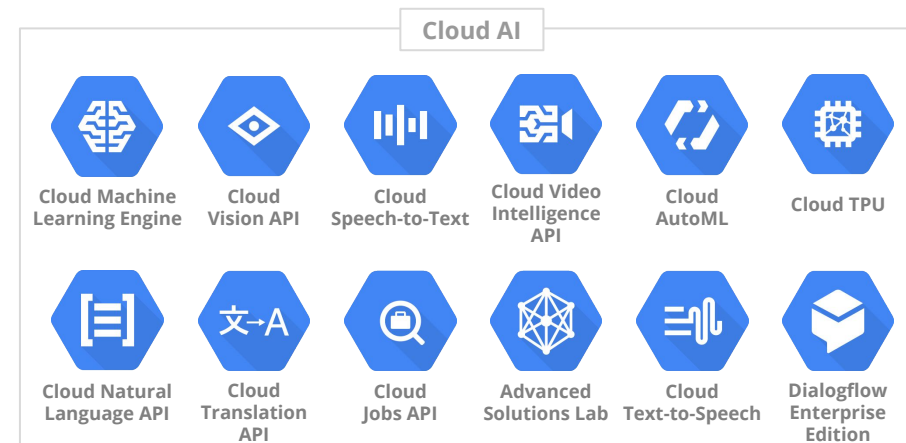 Cloud AI
Cloud Machine
Learning Engine
Cloud
Vision API
Cloud
Speech-to-Text
Cloud Video
Intelligence
API
Cloud
AutoML
Cloud TPU
文→A
Cloud Natural
Language API
Cloud
Translation
API
Cloud
Jobs API
Advanced
Solutions Lab
Cloud
Text-to-Speech
Dialogflow
Enterprise
Edition